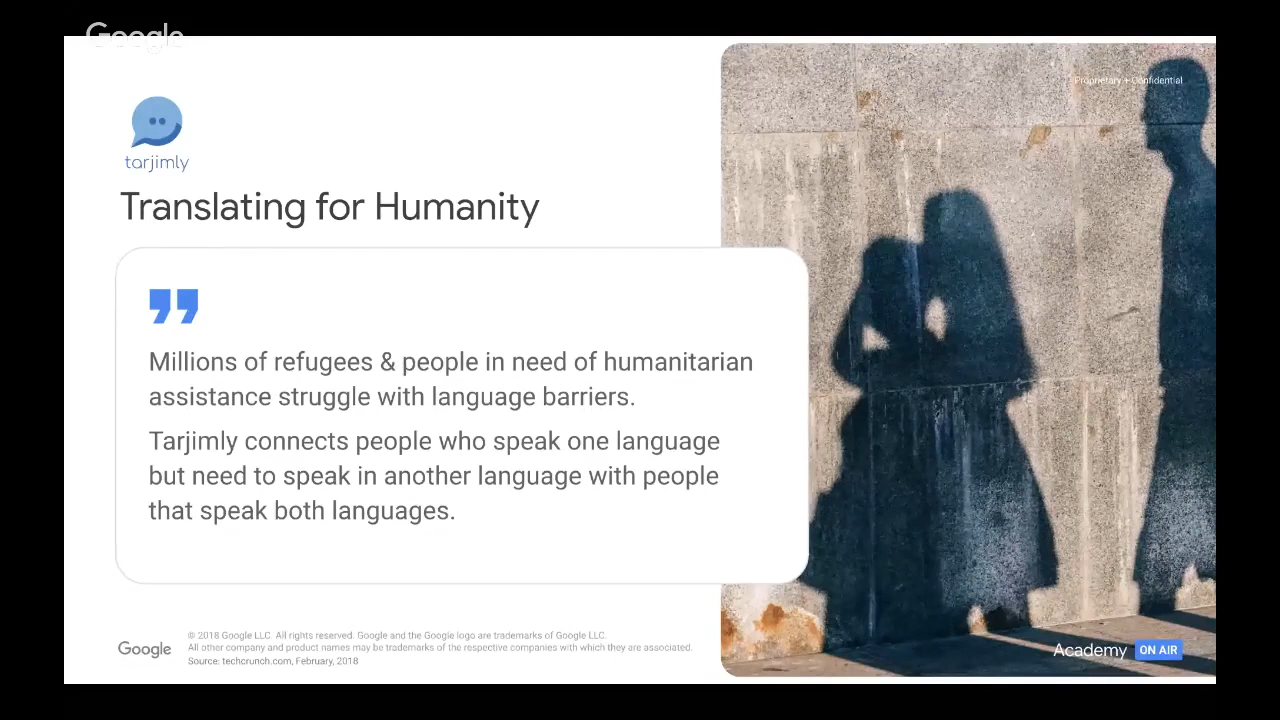 Google
Proprietary + Confidential
tarjimly
Translating for Humanity
Millions of refugees & people in need of humanitarian
assistance struggle with language barriers.
Tarjimly connects people who speak one language
but need to speak in another language with people
that speak both languages.
Google
© 2018 Google LLC. All rights reserved. Google and the Google logo are trademarks of Google LLC.
All other company and product names may be trademarks of the respective companies with which they are associated.
Source: techcrunch.com, February, 2018
Academy ON AIR